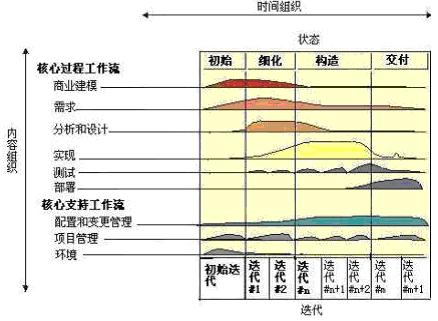 时间组织
状态
初始 细化 构造 交付
核心过程工作流
商业建模
需求
分析和设计
实现
测试
部署
核心支持工作流
配置和变更管理
项目管理
环境
内容组织
初始迭代 迭代#1 迭代#2 迭代#n 迭代#n+1 迭代#n+2 迭代#m 迭代#m+1
迭代